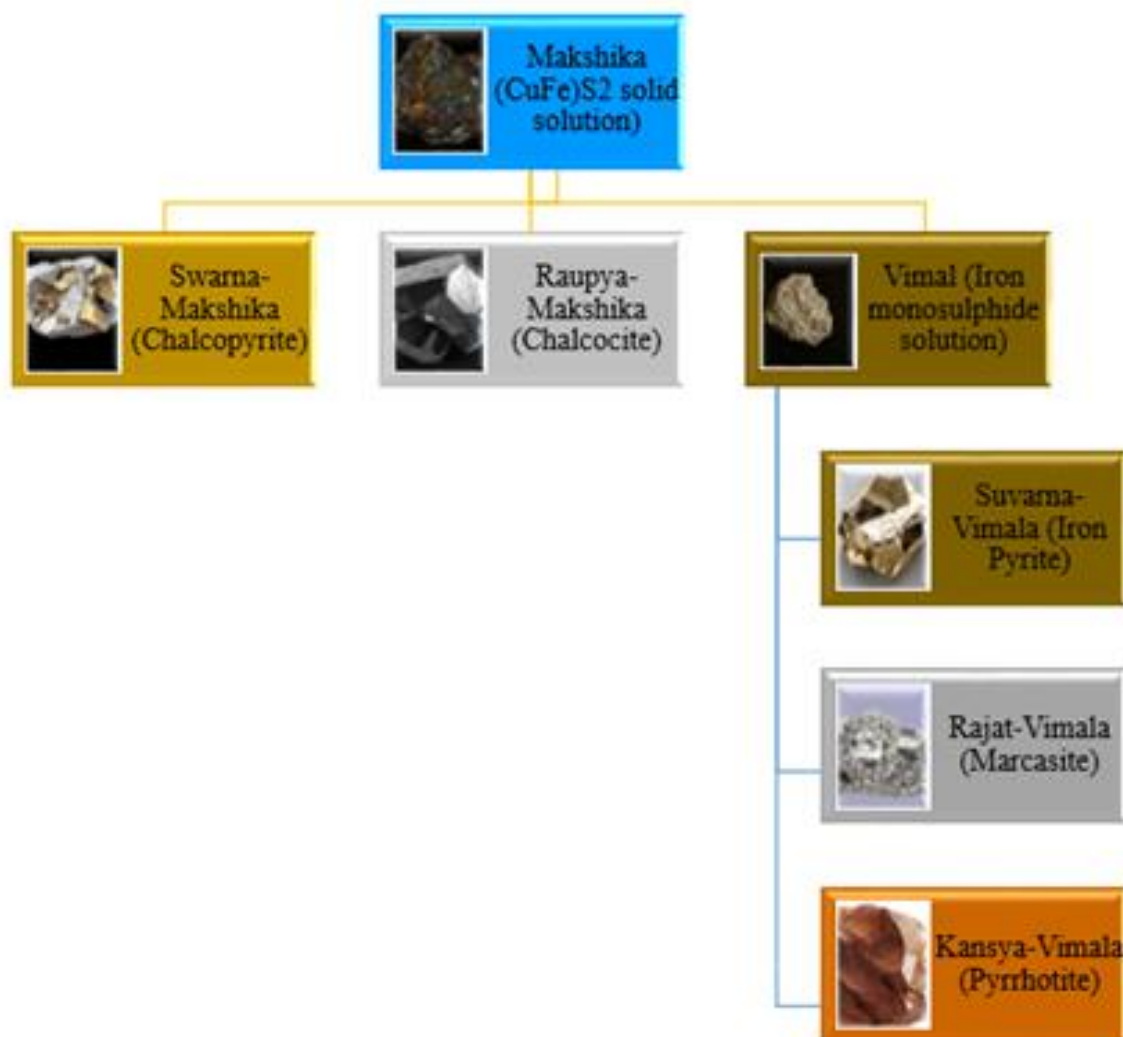 Makshika
(CuFe)S2 solid
solution)
Swarna-
Makshika
(Chalcopyrite)
Raupya-
Makshika
(Chalcocite)
Vimal (Iron
monosulphide
solution)
Suvarna-
Vimala (Iron
Pyrite)
Rajat-Vimala
(Marcasite)
Kansya-Vimala
(Pyrrhotite)